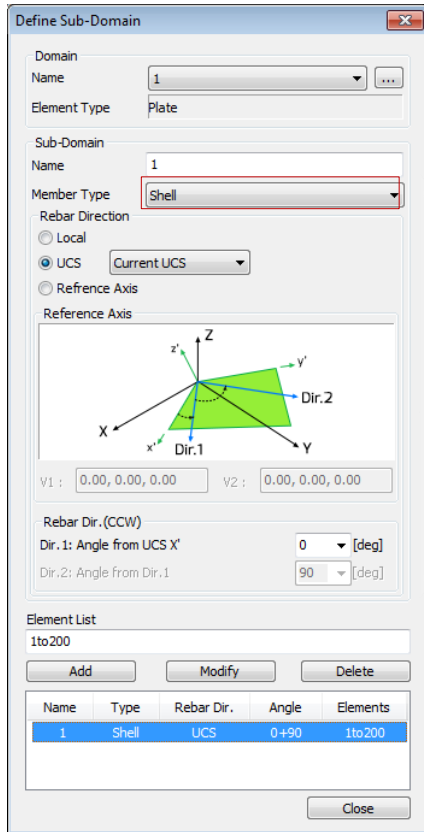 Define Sub-Domain
Domain
Name 1 ...
Element Type Plate
Sub-Domain
Name 1
Member Type Shell
Rebar Direction
Local
UCS Current UCS
Refrence Axis
Reference Axis
Z
z'
y'
Dir.2
X
x' Dir.1 Y
V1 : 0.00, 0.00, 0.00 V2 : 0.00, 0.00, 0.00
Rebar Dir.(CCW)
Dir.1: Angle from UCS X' 0 [deg]
Dir.2: Angle from Dir.1 90 [deg]
Element List
1to200
Add Modify Delete
Name Type Rebar Dir. Angle Elements
1 Shell UCS 0+90 1to200
Close